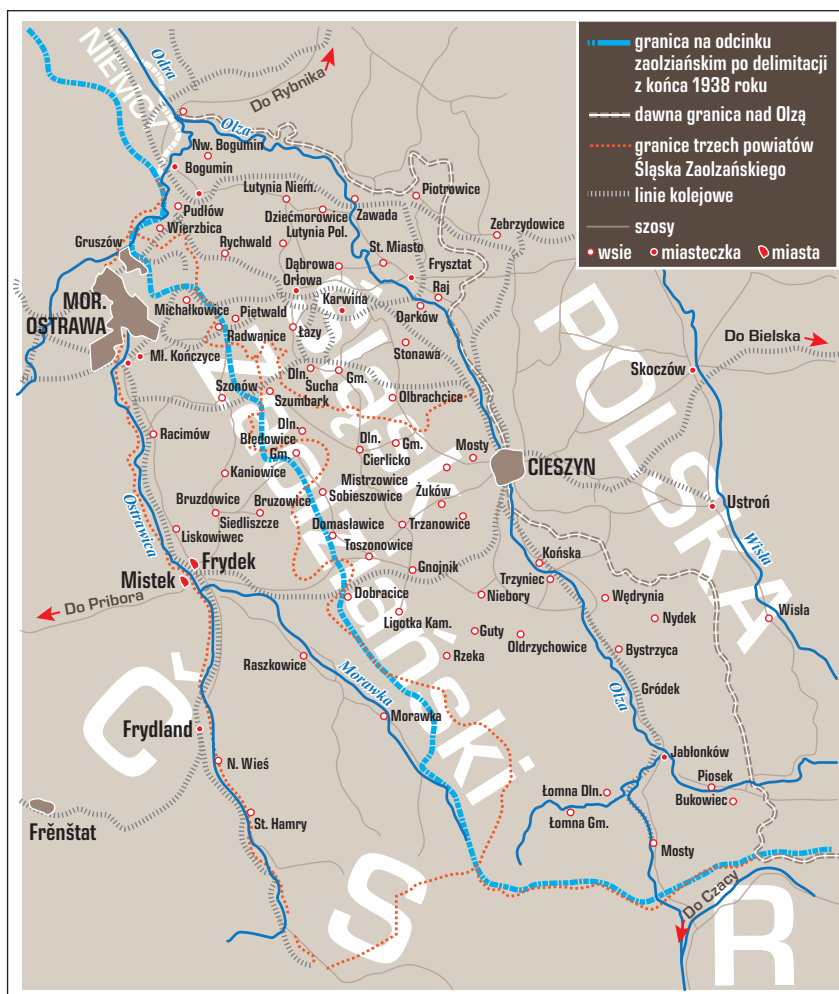 granica na odcinku
zaolziańskim po delimitacji
z końca 1938 roku
dawna granica nad Olzą
granice trzech powiatów
Śląska Zaolzańskiego
linie kolejowe
szosy
wsie
miasteczka
miasta
NIEMCY
Odra
Do Rybnika
Olza
Nw. Bogumin
Bogumin
Lutynia Niem.
Piotrowice
Pudłów
Dziećmorowice
Zawada
Wierzbica
Lutynia Pol.
Zebrzydowice
Gruszów
Rychwald
St. Miasto
Dąbrowa
Frysztat
Orłowa
Raj
MOR.
OSTRAWA
Karwina
Michałkowice
Piętwald
Darków
Radwanice
Łazy
Do Bielska
Stonawa
Mł. Kończyce
Skoczów
Dln.
Gm.
Sucha
Szonów
Szumbark
Olbrachcice
Dln.
Racimów
Błędowice
Dln.
Gm.
Mosty
Gm.
Cierlicko
CIESZYN
Kaniowice
Mistrzowice
Sobieszowice
Żuków
Ustroń
Bruzdowice
Bruzowice
Siedliszcze
Ostrawica
Domasławice
Trzanowice
Liskowiwec
Wisła
Toszonowice
Końska
Frydek
Gnojnik
Mistek
Trzyniec
Do Pribora
Dobracice
Niebory
Wędrynia
Ligotka Kam.
Nydek
Wisła
Guty
Oldrzychowice
Raszkowice
Rzeka
Bystrzyca
Morawka
Gródek
Olza
Morawka
Frydland
Jabłonków
N. Wieś
Piosek
Łomna Dln.
Bukowiec
Frěnštat
St. Hamry
Łomna Gm.
Mosty
Do Czacy
Śląsk
Zaolziański
POLSKA
Č
S
R